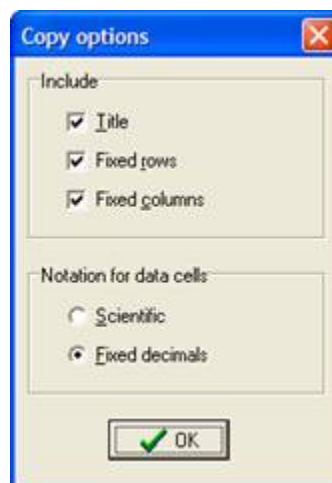 Copy options
Include
Title
Fixed rows
Fixed columns
Notation for data cells
Scientific
Fixed decimals
OK